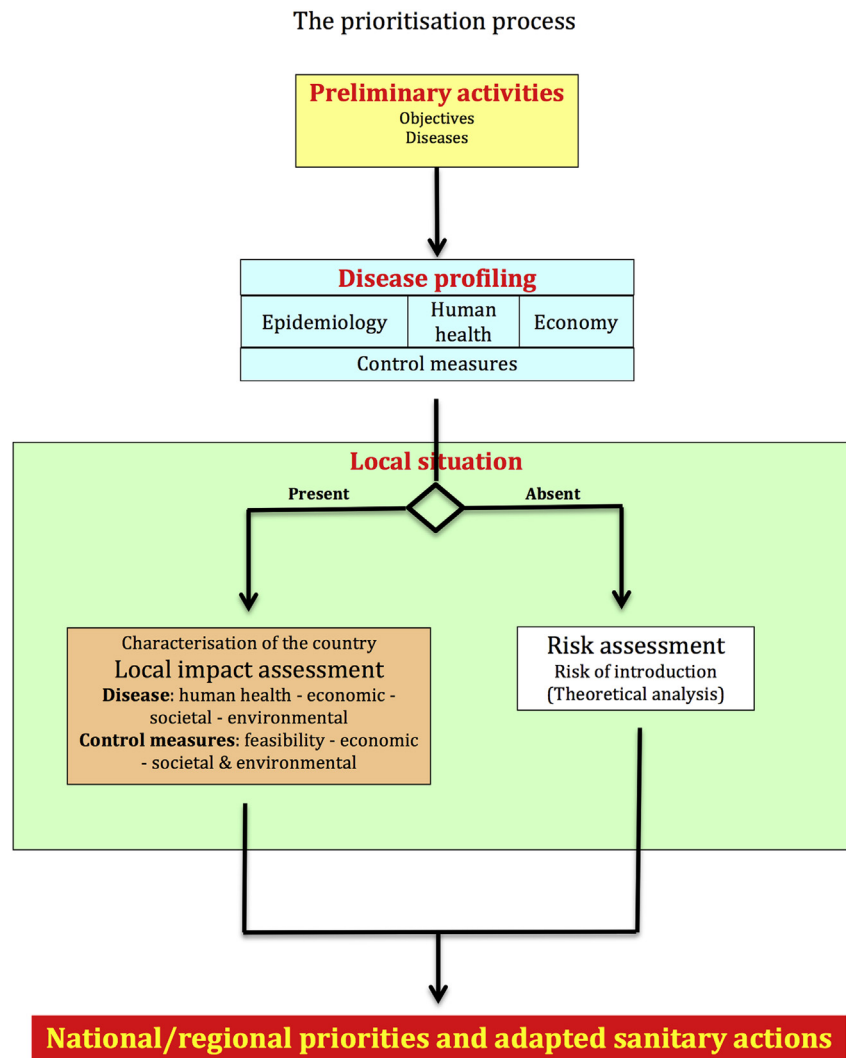 The prioritisation process
Preliminary activities
Objectives
Diseases
Disease profiling
Epidemiology
Human
health
Economy
Control measures
Local situation
Present
Absent
Characterisation of the country
Local impact assessment
Disease: human health - economic -
societal - environmental
Control measures: feasibility - economic
- societal & environmental
Risk assessment
Risk of introduction
(Theoretical analysis)
National/regional priorities and adapted sanitary actions